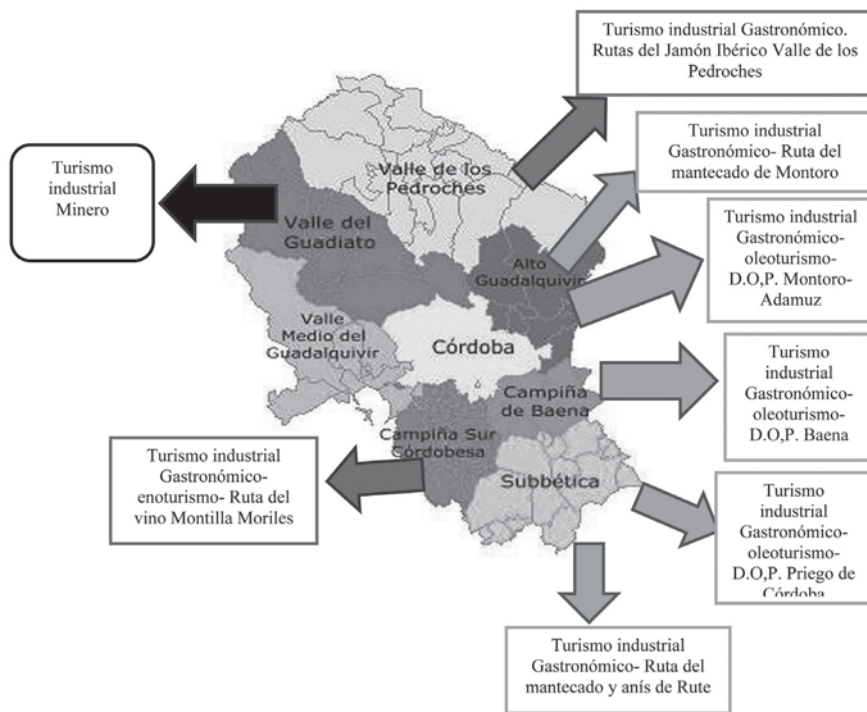 Turismo industrial Gastronómico.
Rutas del Jamón Ibérico Valle de los
Pedroches
Turismo industrial
Gastronómico- Ruta del
mantecado de Montoro
Turismo
industrial
Minero
Valle de los
Pedroches
Valle del
Guadiato
Alto
Guadalquivir
Turismo industrial
Gastronómico-
oleoturismo-
D.O,P. Montoro-
Adamuz
Valle
Medio del
Guadalquivir
Córdoba
Campiña
de Baena
Turismo
industrial
Gastronómico-
oleoturismo-
D.O,P. Baena
Campiña Sur
Córdobesa
Subbética
Turismo industrial
Gastronómico-
enoturismo- Ruta del
vino Montilla Moriles
Turismo
industrial
Gastronómico-
oleoturismo-
D.O,P. Priego de
Córdoba
Turismo industrial
Gastronómico- Ruta del
mantecado y anís de Rute